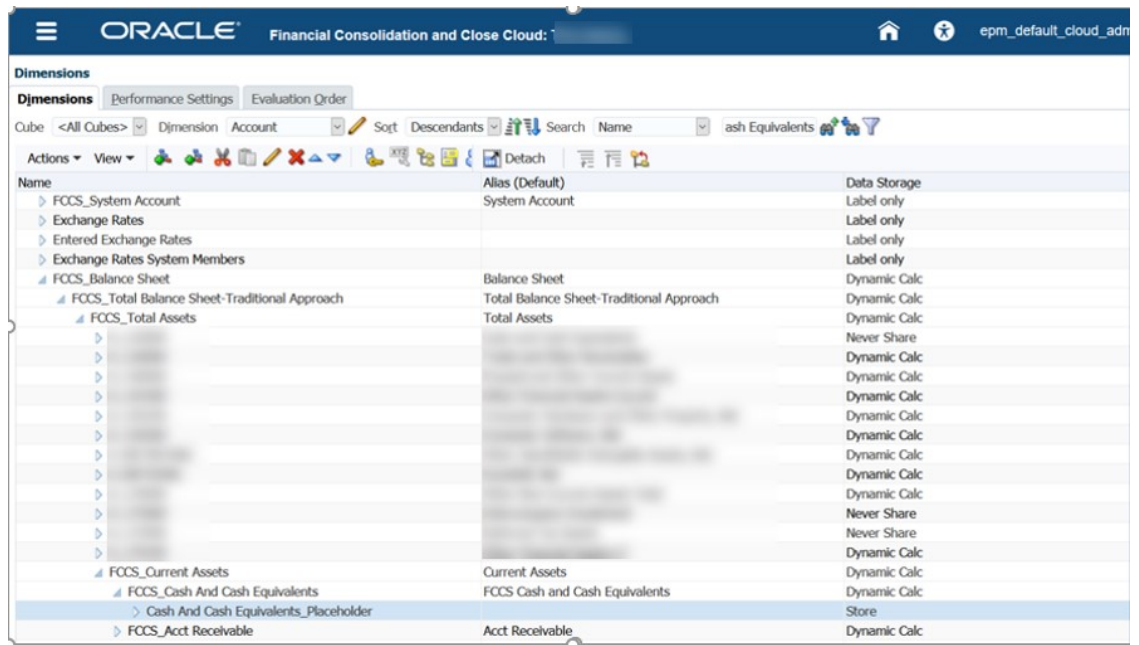 ORACLE Financial Consolidation and Close Cloud: epm_default_cloud_adm
Dimensions
Dimensions Performance Settings Evaluation Order
Cube <All Cubes> Dimension Account Sort Descendants Search Name ash Equivalents
Actions View Detach
Name Alias (Default) Data Storage
FCCS_System Account System Account Label only
Exchange Rates Label only
Entered Exchange Rates Label only
Exchange Rates System Members Label only
FCCS_Balance Sheet Balance Sheet Dynamic Calc
FCCS_Total Balance Sheet-Traditional Approach Total Balance Sheet-Traditional Approach Dynamic Calc
FCCS_Total Assets Total Assets Dynamic Calc
Never Share
Dynamic Calc
Dynamic Calc
Dynamic Calc
Dynamic Calc
Dynamic Calc
Dynamic Calc
Dynamic Calc
Dynamic Calc
Never Share
Never Share
Dynamic Calc
FCCS_Current Assets Current Assets Dynamic Calc
FCCS_Cash And Cash Equivalents FCCS Cash and Cash Equivalents Dynamic Calc
Cash And Cash Equivalents_Placeholder Store
FCCS_Acct Receivable Acct Receivable Dynamic Calc